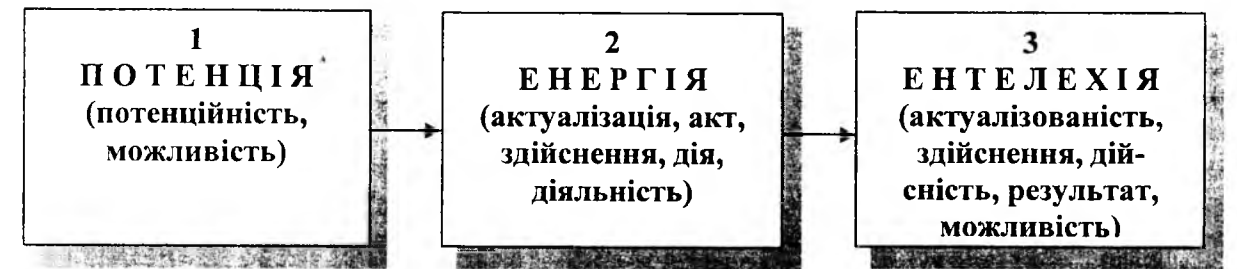 1
ПОТЕНЦІЯ
(потенційність,
можливість)
2
ЕНЕРГІЯ
(актуалізація, акт,
здійснення, дія,
діяльність)
3
ЕНТЕЛЕХІЯ
(актуалізованість,
здійснення, дій-
сність, результат,
можливість)